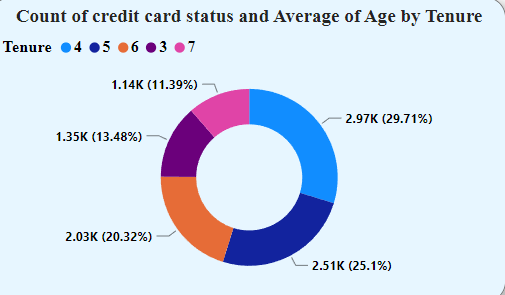 Count of credit card status and Average of Age by Tenure
Tenure 4 5 6 3 7
1.14K (11.39%)
2.97K (29.71%)
1.35K (13.48%)
2.03K (20.32%)
2.51K (25.1%)